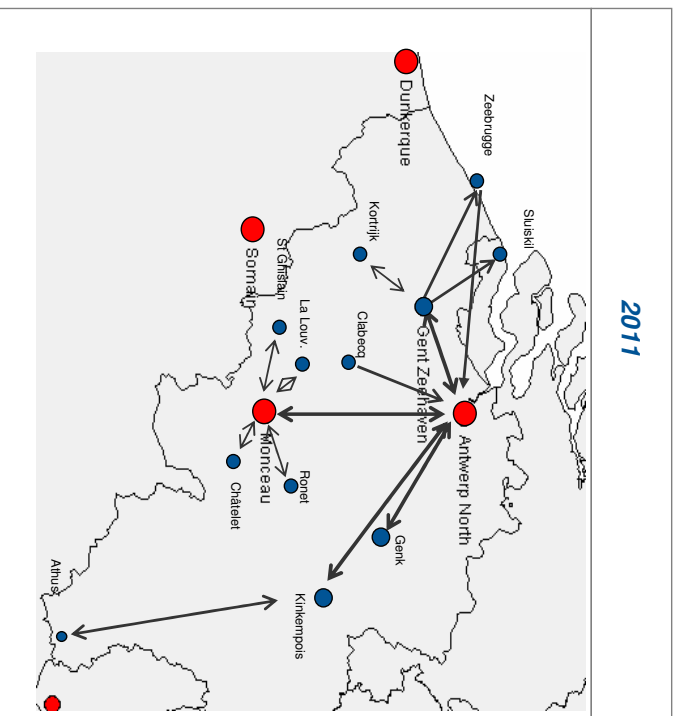 2011
Dunkerque
Zeebrugge
Sluiskil
Kortrijk
Somain
St Ghislain
La Louv.
Clabecq
Gent Zeehaven
Antwerp North
Monceau
Ronet
Châtelet
Genk
Kinkempois
Athus